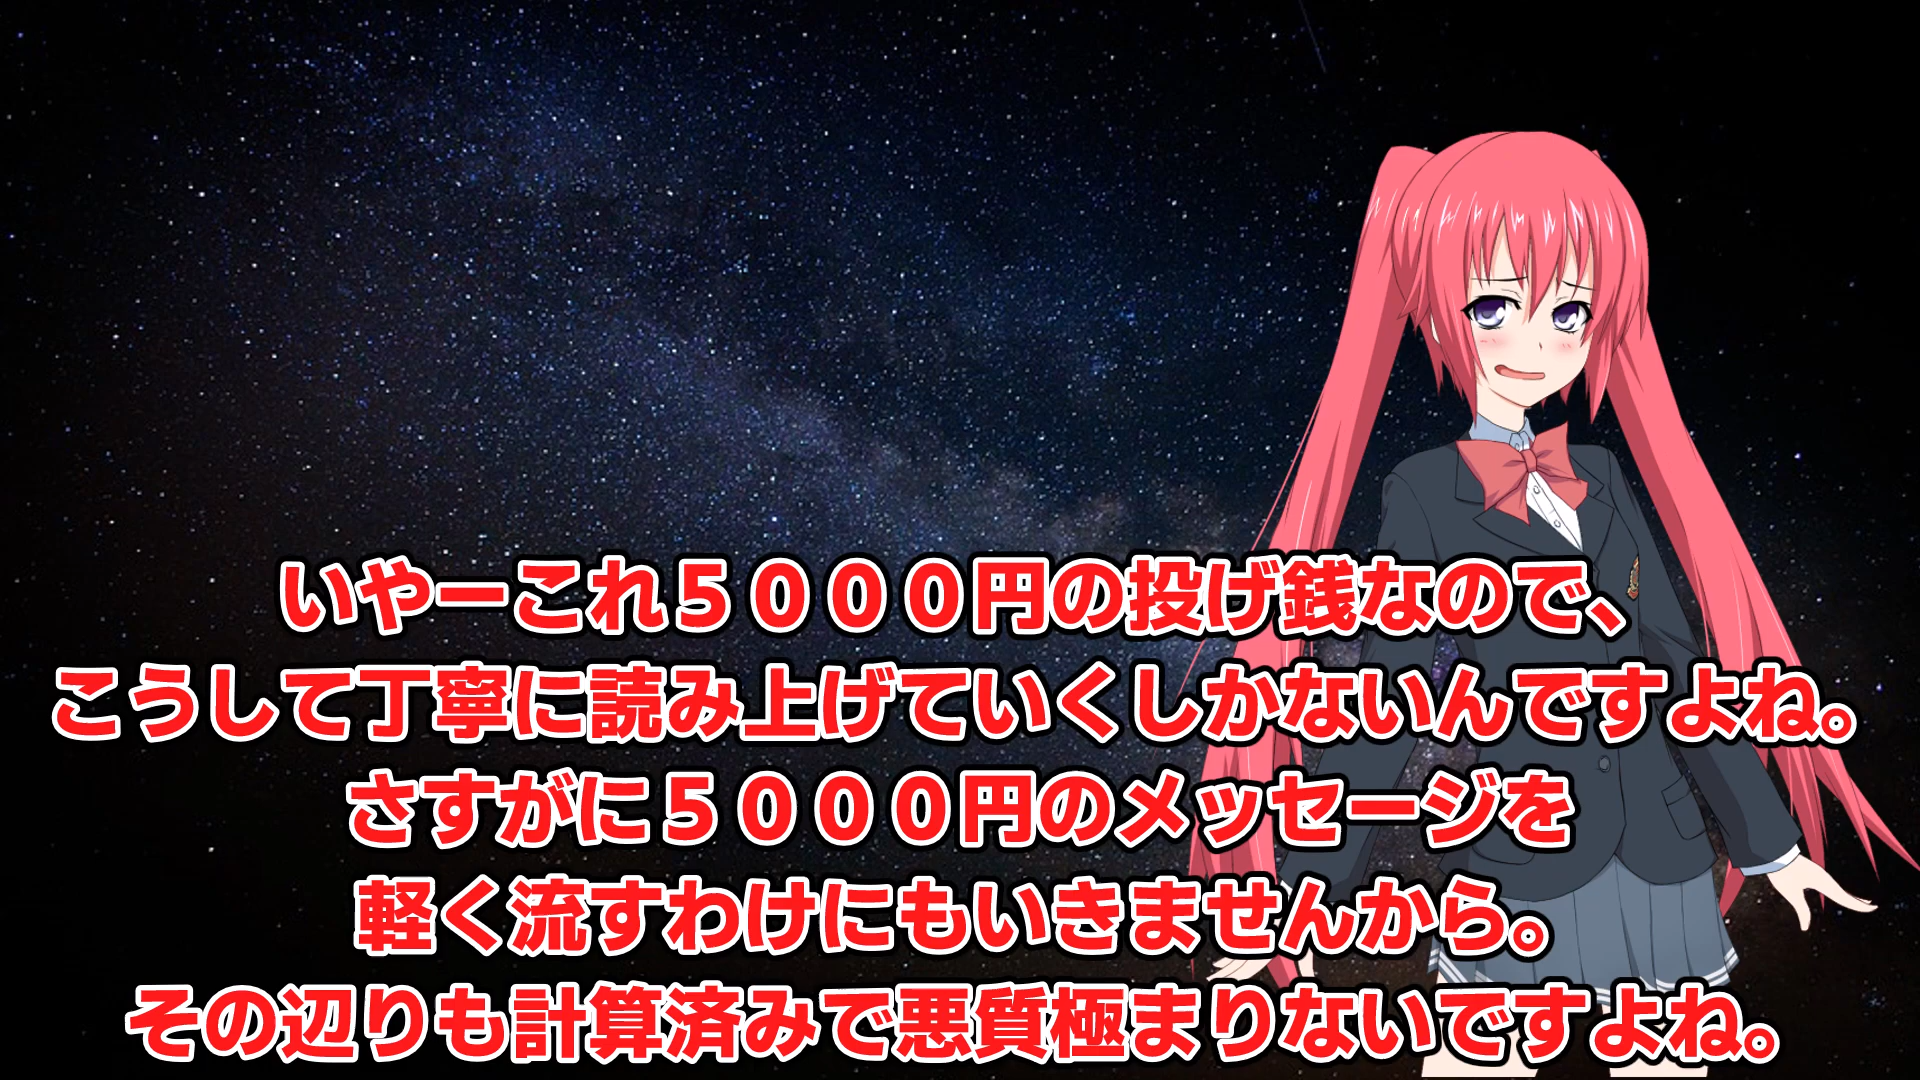 いやーこれ５０００円の投げ銭なので、
こうして丁寧に読み上げていくしかないんですよね。
さすがに５０００円のメッセージを
軽く流すわけにもいきませんから。
その辺りも計算済みで悪質極まりないですよね。